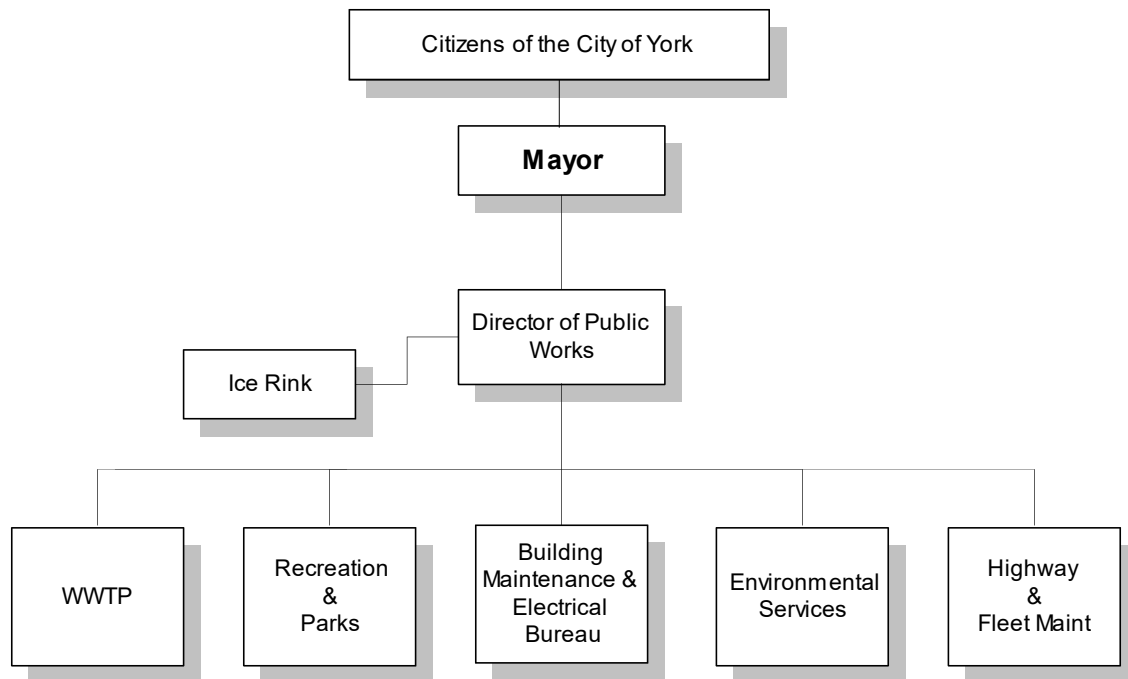 Citizens of the City of York
Mayor
Director of Public
Works
Ice Rink
WWTP
Recreation
&
Parks
Building
Maintenance &
Electrical
Bureau
Environmental
Services
Highway
&
Fleet Maint